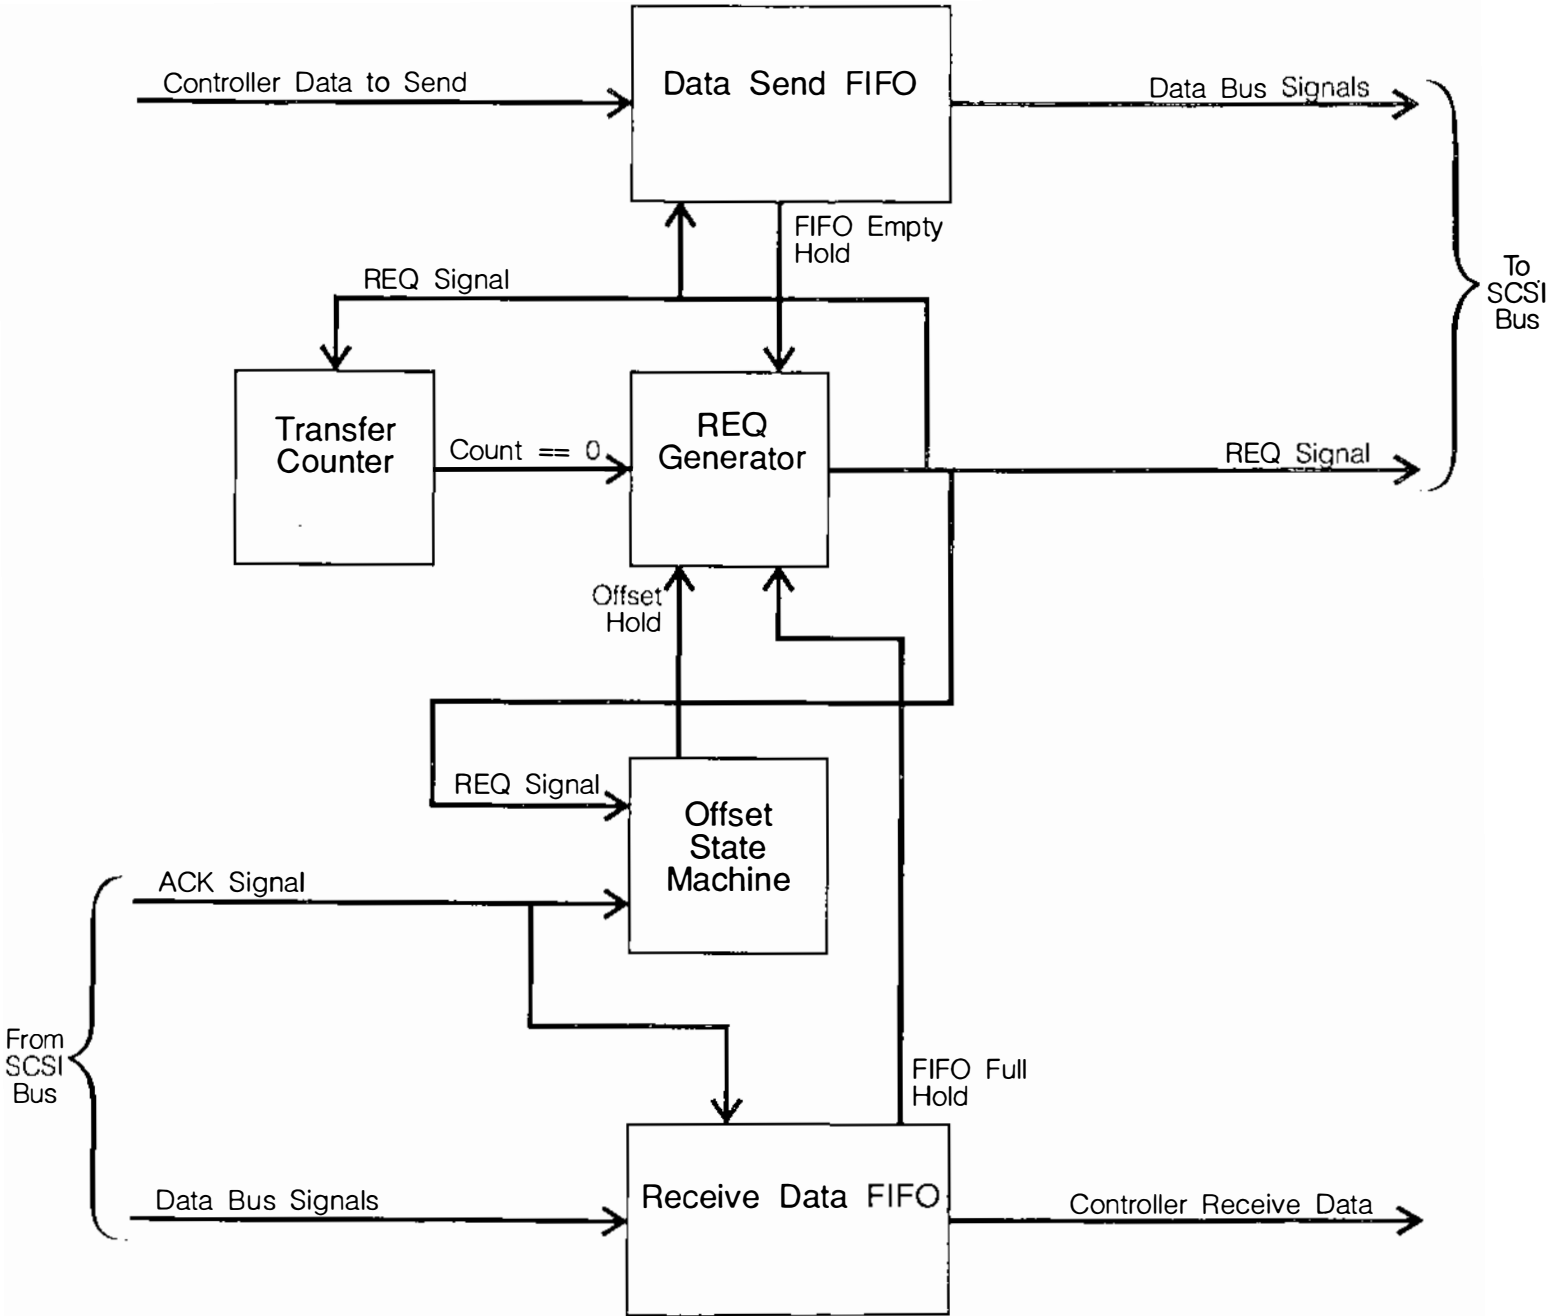 Controller Data to Send
Data Send FIFO
Data Bus Signals
FIFO Empty
Hold
To
SCSI
Bus
REQ Signal
Transfer
Counter
Count == 0
REQ
Generator
REQ Signal
Offset
Hold
REQ Signal
Offset
State
Machine
ACK Signal
From
SCSI
Bus
FIFO Full
Hold
Data Bus Signals
Receive Data FIFO
Controller Receive Data